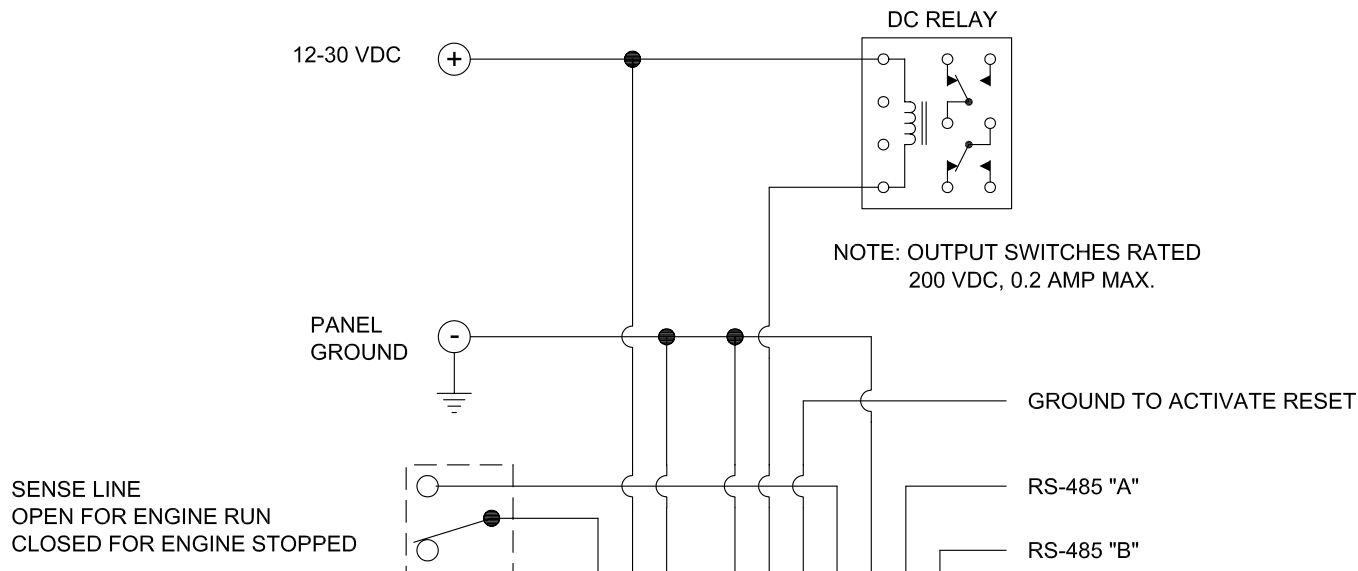 DC RELAY
12-30 VDC
+
NOTE: OUTPUT SWITCHES RATED
200 VDC, 0.2 AMP MAX.
PANEL
GROUND
-
GROUND TO ACTIVATE RESET
SENSE LINE
OPEN FOR ENGINE RUN
CLOSED FOR ENGINE STOPPED
RS-485 "A"
RS-485 "B"